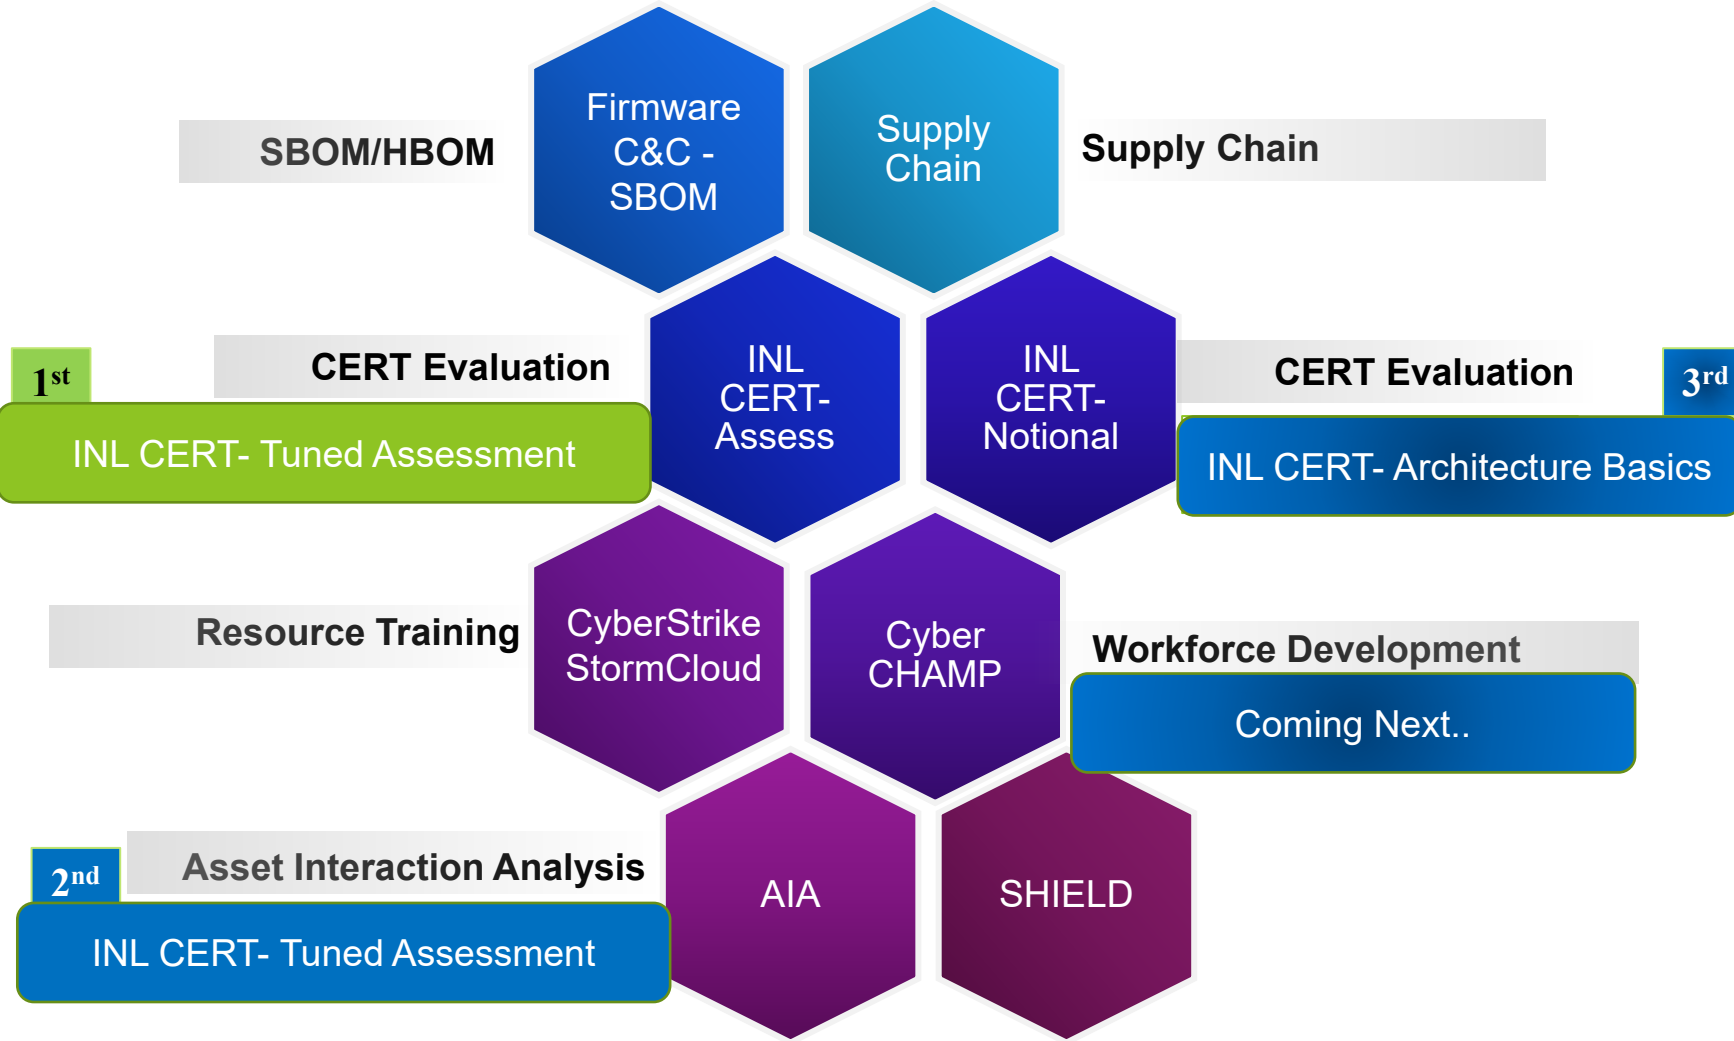 SBOM/HBOM
Firmware
C&C -
SBOM
Supply
Chain
Supply Chain
1st
CERT Evaluation
INL CERT- Tuned Assessment
INL
CERT-
Assess
INL
CERT-
Notional
CERT Evaluation
3rd
INL CERT- Architecture Basics
Resource Training
CyberStrike
StormCloud
Cyber
CHAMP
Workforce Development
Coming Next..
2nd
Asset Interaction Analysis
INL CERT- Tuned Assessment
AIA
SHIELD